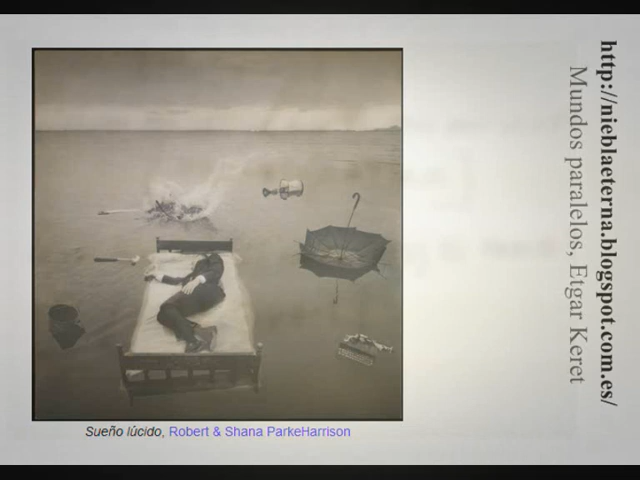 http://nieblaeterna.blogspot.com.es/
Mundos paralelos, Etgar Keret
Sueño lúcido, Robert & Shana ParkeHarrison